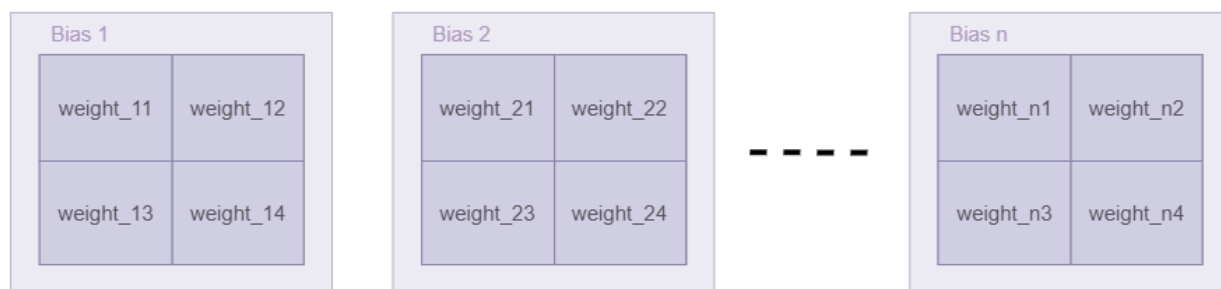 Bias 1 Bias 2 Bias n
weight_11 weight_12 weight_21 weight_22 weight_n1 weight_n2
weight_13 weight_14 weight_23 weight_24 weight_n3 weight_n4